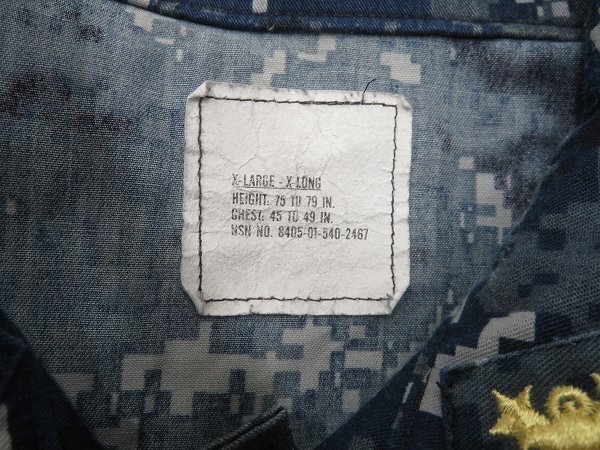 X-LARGE - X-LONG
HEIGHT: 75 TO 79 IN.
CHEST: 45 TO 49 IN.
NSN NO. 8405-01-540-2467